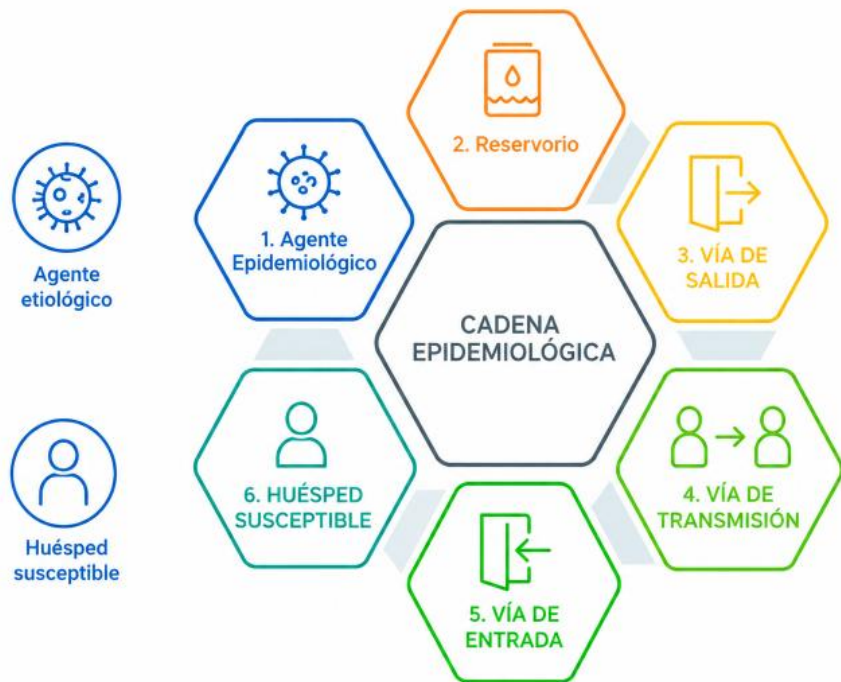 Agente
etiológico
Huésped
susceptible
1. Agente
Epidemiológico
2. Reservorio
3. VÍA DE
SALIDA
CADENA
EPIDEMIOLÓGICA
4. VÍA DE
TRANSMISIÓN
5. VÍA DE
ENTRADA
6. HUÉSPED
SUSCEPTIBLE